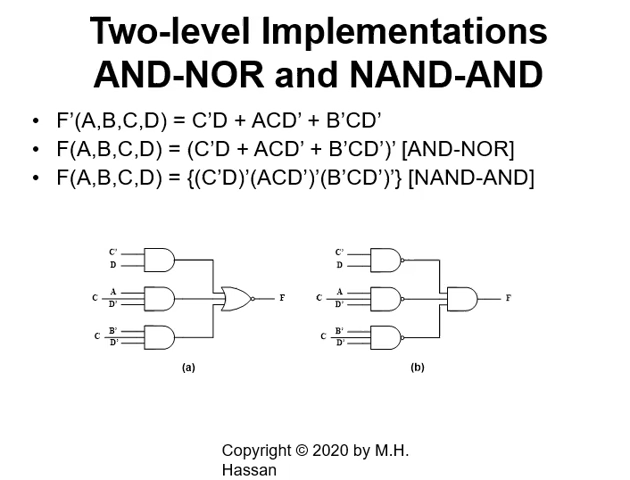 Two-level Implementations
AND-NOR and NAND-AND
• F’(A,B,C,D) = C’D + ACD’ + B’CD’
• F(A,B,C,D) = (C’D + ACD’ + B’CD’)’ [AND-NOR]
• F(A,B,C,D) = {(C’D)’(ACD’)’(B’CD’)’} [NAND-AND]
C'
D
A
C
D'
F
B'
C
D'
(a)
C'
D
A
C
D'
F
B'
C
D'
(b)
Copyright © 2020 by M.H.
Hassan